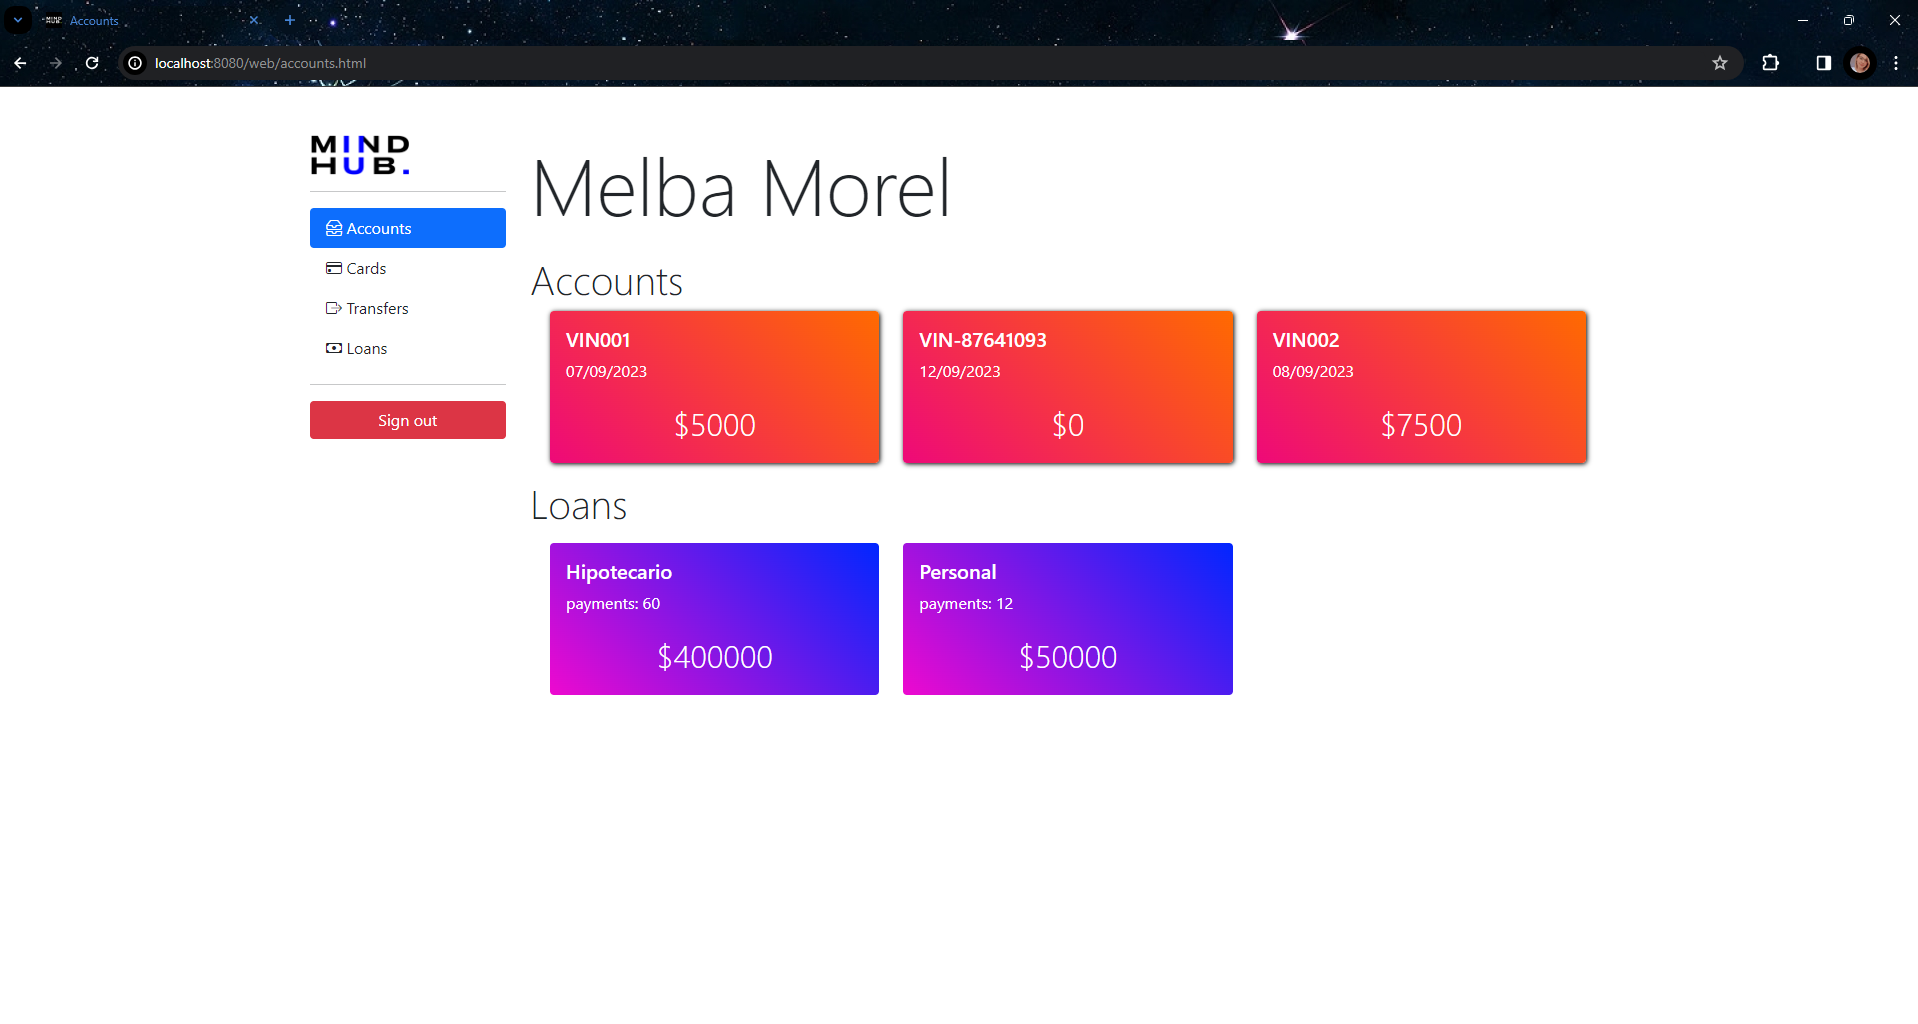 MIND HUB. Accounts
localhost:8080/web/accounts.html
MIND
HUB.
Accounts
Cards
Transfers
Loans
Sign out
Melba Morel
Accounts
VIN001
07/09/2023
$5000
VIN-87641093
12/09/2023
$0
VIN002
08/09/2023
$7500
Loans
Hipotecario
payments: 60
$400000
Personal
payments: 12
$50000